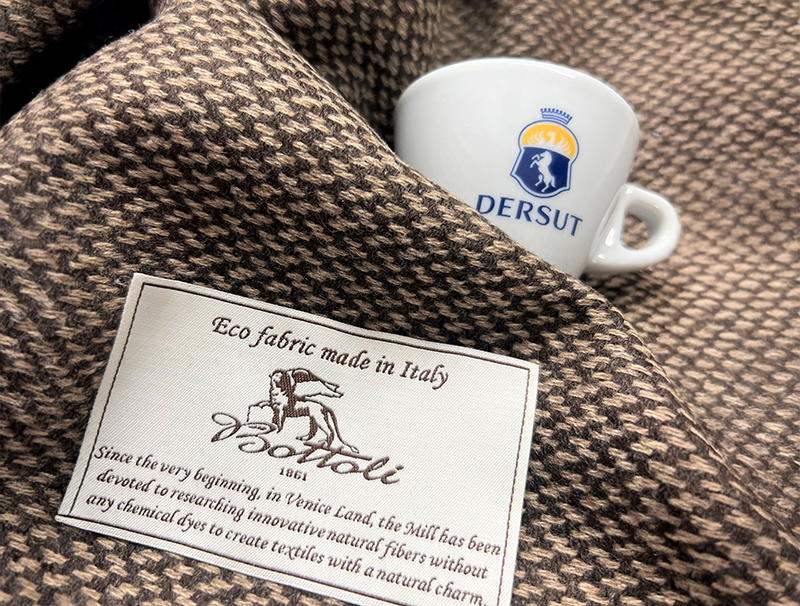 DERSUT
Eco fabric made in Italy
Bottoli
1861
Since the very beginning, in Venice Land, the Mill has been
devoted to researching innovative natural fibers without
any chemical dyes to create textiles with a natural charm.